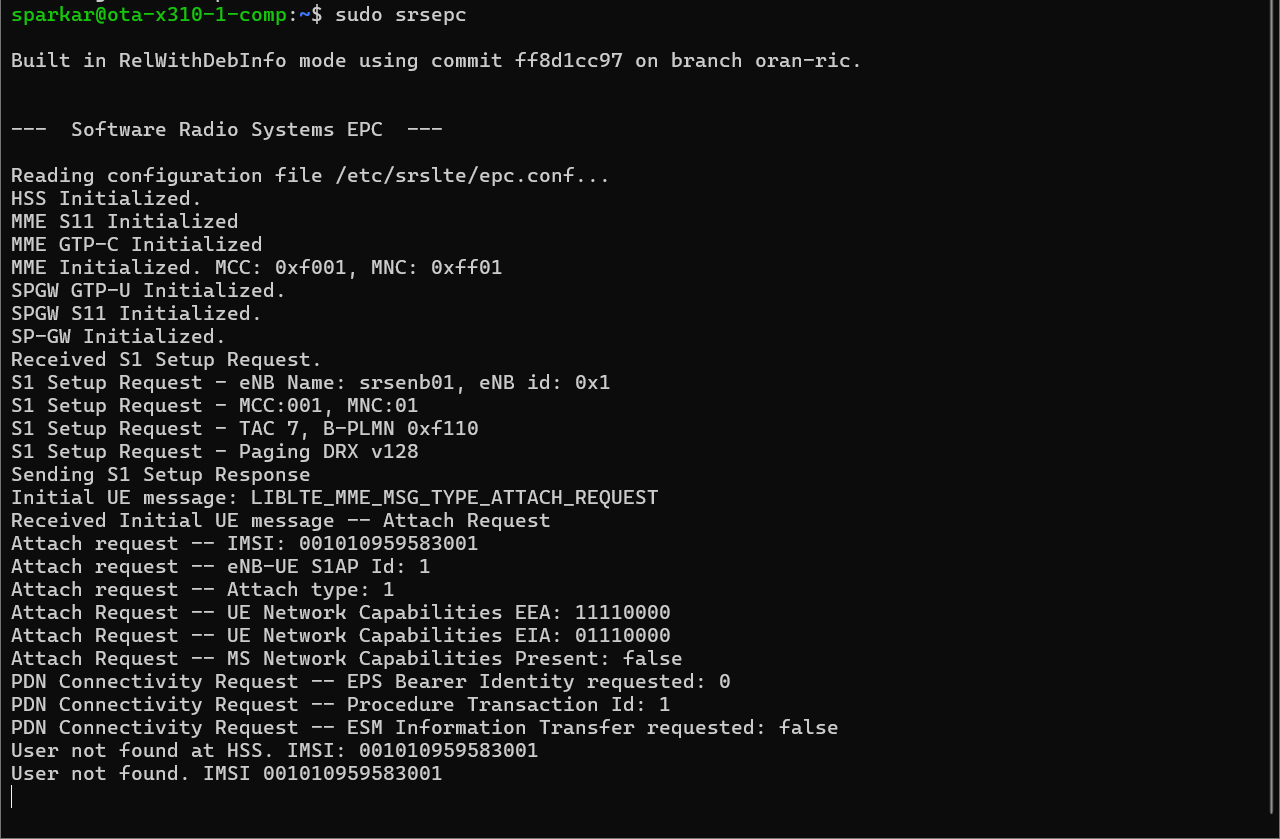 sparkar@ota-x310-1-comp:~$ sudo srsepc
Built in RelWithDebInfo mode using commit ff8d1cc97 on branch oran-ric.
--- Software Radio Systems EPC ---
Reading configuration file /etc/srslte/epc.conf...
HSS Initialized.
MME S11 Initialized
MME GTP-C Initialized
MME Initialized. MCC: 0xf001, MNC: 0xff01
SPGW GTP-U Initialized.
SPGW S11 Initialized.
SP-GW Initialized.
Received S1 Setup Request.
S1 Setup Request - eNB Name: srsenb01, eNB id: 0x1
S1 Setup Request - MCC:001, MNC:01
S1 Setup Request - TAC 7, B-PLMN 0xf110
S1 Setup Request - Paging DRX v128
Sending S1 Setup Response
Initial UE message: LIBLTE_MME_MSG_TYPE_ATTACH_REQUEST
Received Initial UE message -- Attach Request
Attach request -- IMSI: 001010959583001
Attach request -- eNB-UE S1AP Id: 1
Attach request -- Attach type: 1
Attach Request -- UE Network Capabilities EEA: 11110000
Attach Request -- UE Network Capabilities EIA: 01110000
Attach Request -- MS Network Capabilities Present: false
PDN Connectivity Request -- EPS Bearer Identity requested: 0
PDN Connectivity Request -- Procedure Transaction Id: 1
PDN Connectivity Request -- ESM Information Transfer requested: false
User not found at HSS. IMSI: 001010959583001
User not found. IMSI 001010959583001